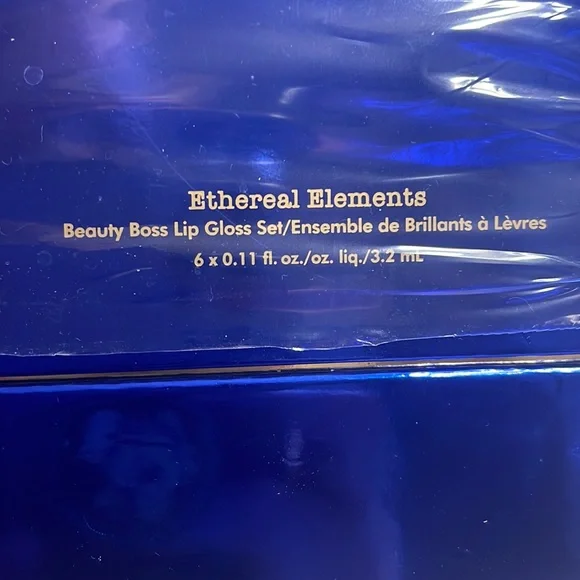 Ethereal Elements
Beauty Boss Lip Gloss Set/Ensemble de Brillants à Lèvres
6 x 0.11 fl. oz./oz. liq./3.2 mL